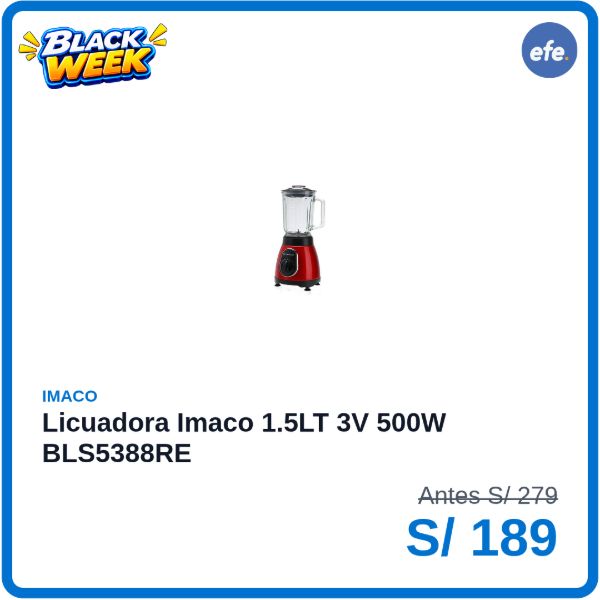 BLACK
WEEK
efe.
IMACO
Licuadora Imaco 1.5LT 3V 500W
BLS5388RE
Antes S/ 279
S/ 189